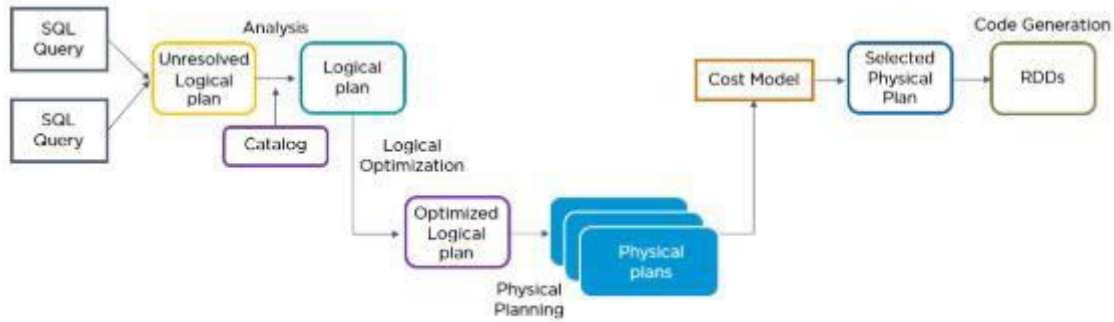 SQL
Query
SQL
Query
Unresolved
Logical
plan
Analysis
Catalog
Logical
plan
Logical
Optimization
Optimized
Logical
plan
Physical
Planning
Physical
plans
Cost Model
Selected
Physical
Plan
Code Generation
RDDs